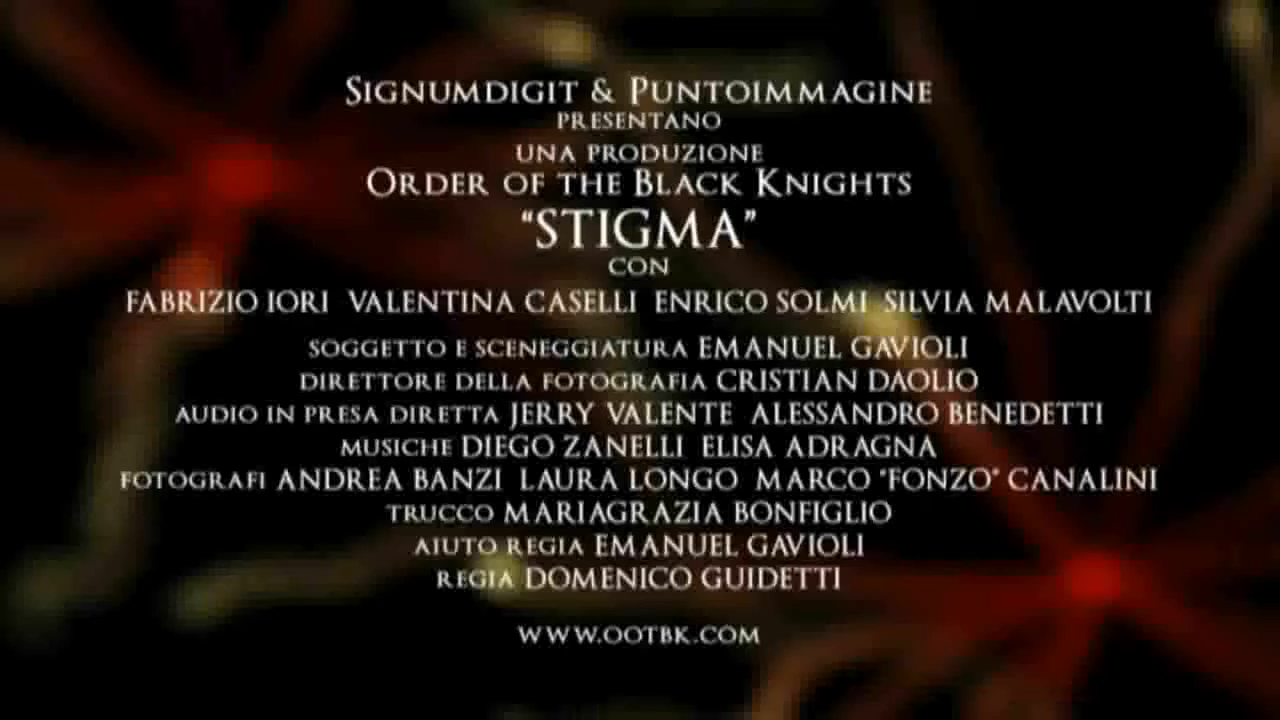 SIGNUMDIGIT & PUNTOIMMAGINE
PRESENTANO
UNA PRODUZIONE
ORDER OF THE BLACK KNIGHTS
"STIGMA"
CON
FABRIZIO IORI VALENTINA CASELLI ENRICO SOLMI SILVIA MALAVOLTI
SOGGETTO E SCENEGGIATURA EMANUEL GAVIOLI
DIRETTORE DELLA FOTOGRAFIA CRISTIAN DAOLIO
AUDIO IN PRESA DIRETTA JERRY VALENTE ALESSANDRO BENEDETTI
MUSICHE DIEGO ZANELLI ELISA ADRAGNA
FOTOGRAFI ANDREA BANZI LAURA LONGO MARCO "FONZO" CANALINI
TRUCCO MARIAGRAZIA BONFIGLIO
AIUTO REGIA EMANUEL GAVIOLI
REGIA DOMENICO GUIDETTI
WWW.OOTBK.COM